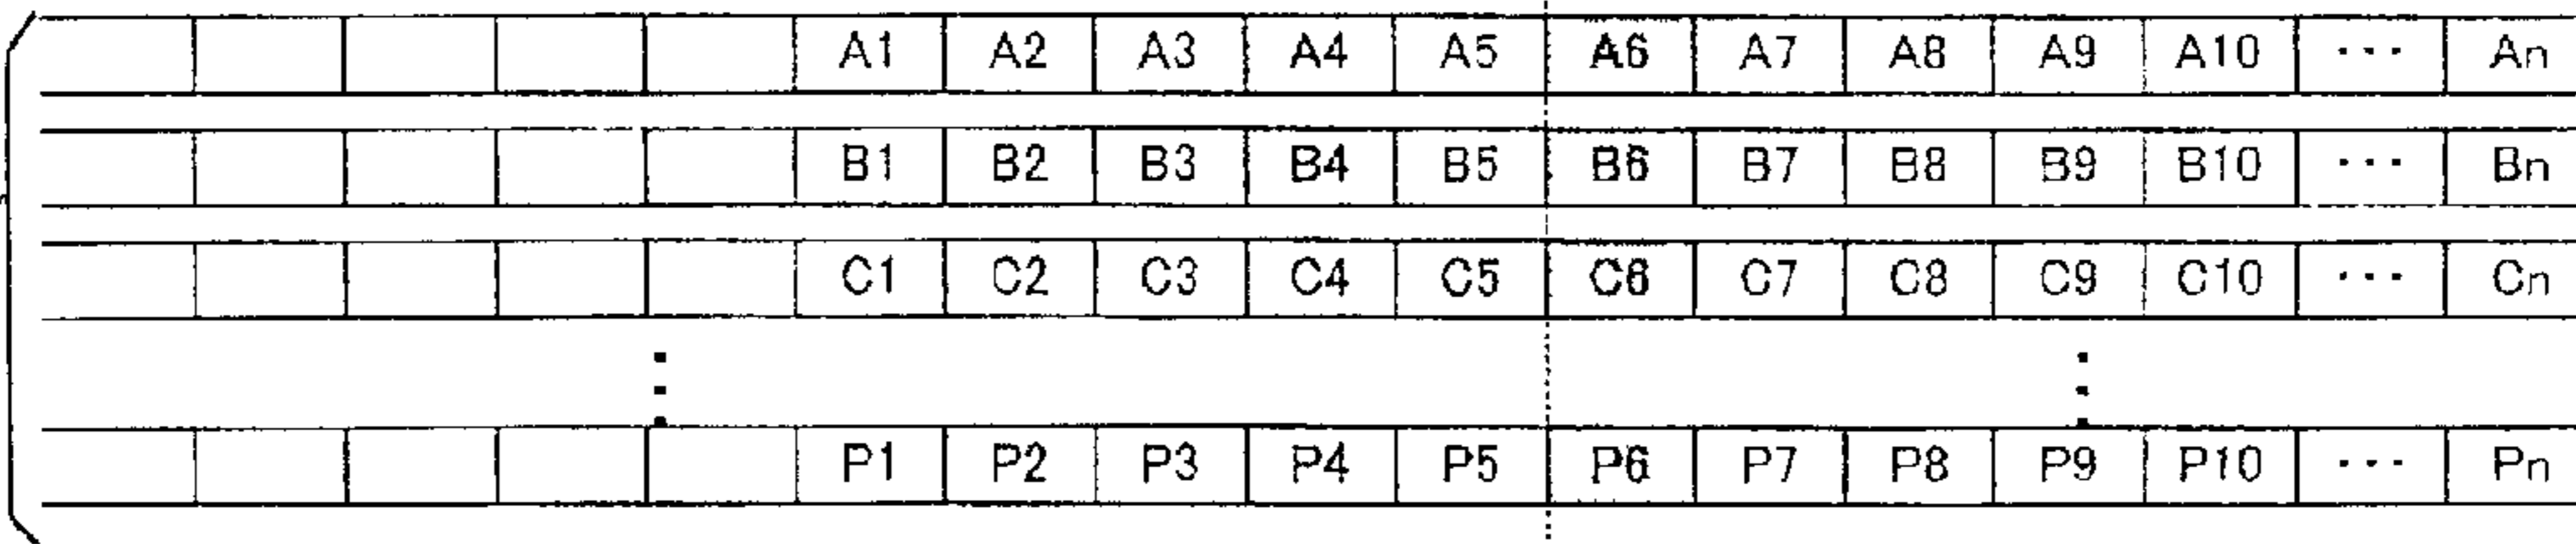 A1 A2 A3 A4 A5 A6 A7 A8 A9 A10 ··· An
B1 B2 B3 B4 B5 B6 B7 B8 B9 B10 ··· Bn
C1 C2 C3 C4 C5 C6 C7 C8 C9 C10 ··· Cn
P1 P2 P3 P4 P5 P6 P7 P8 P9 P10 ··· Pn